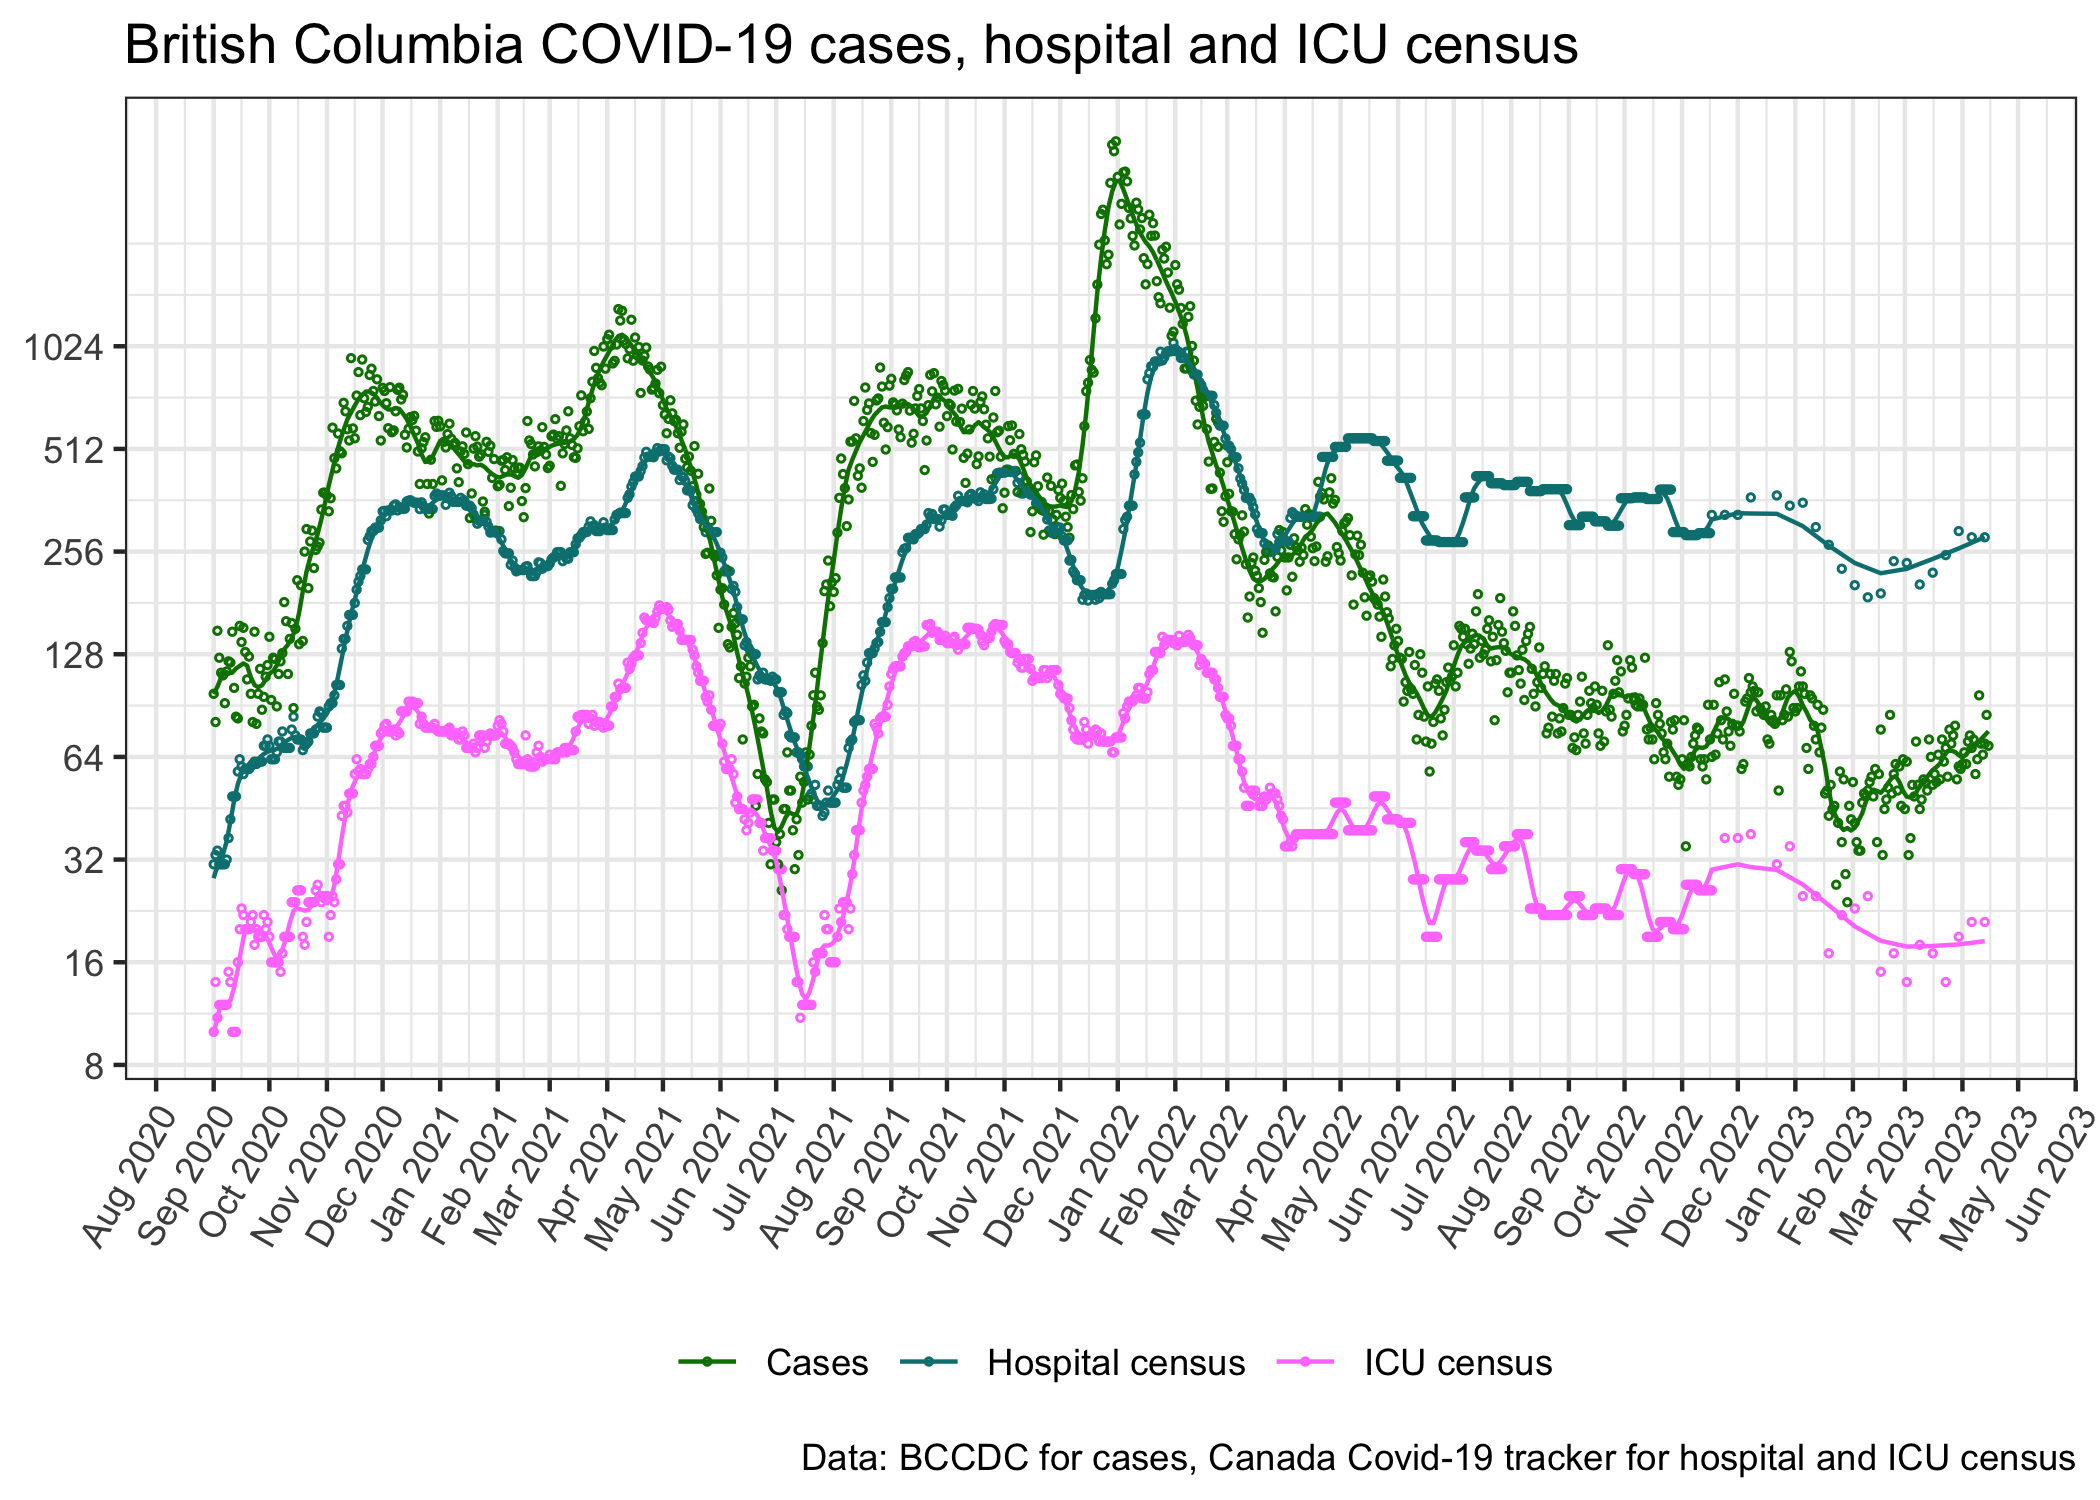 British Columbia COVID-19 cases, hospital and ICU census
1024
512
256
128
64
32
16
8
Aug 2020
Sep 2020
Oct 2020
Nov 2020
Dec 2020
Jan 2021
Feb 2021
Mar 2021
Apr 2021
May 2021
Jun 2021
Jul 2021
Aug 2021
Sep 2021
Oct 2021
Nov 2021
Dec 2021
Jan 2022
Feb 2022
Mar 2022
Apr 2022
May 2022
Jun 2022
Jul 2022
Aug 2022
Sep 2022
Oct 2022
Nov 2022
Dec 2022
Jan 2023
Feb 2023
Mar 2023
Apr 2023
May 2023
Jun 2023
Cases Hospital census ICU census
Data: BCCDC for cases, Canada Covid-19 tracker for hospital and ICU census